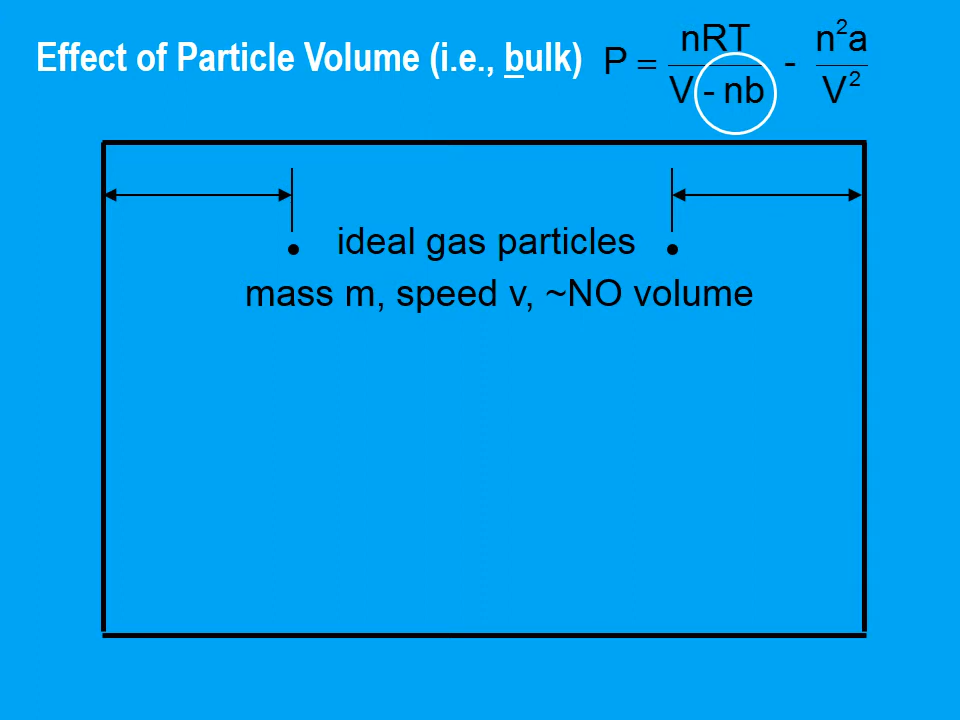 Effect of Particle Volume (i.e., bulk)
P = nRT / (V - nb) - n²a / V²
ideal gas particles
mass m, speed v, ~NO volume